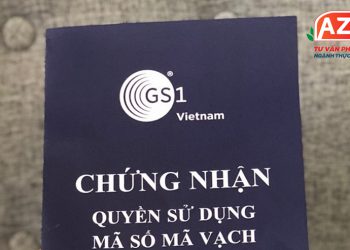 AZ
TƯ VẤN PH
NGÀNH THỰC
GS1
Vietnam
CHỨNG NHẬN
QUYỀN SỬ DỤNG
MÃ SỐ MÃ VẠCH